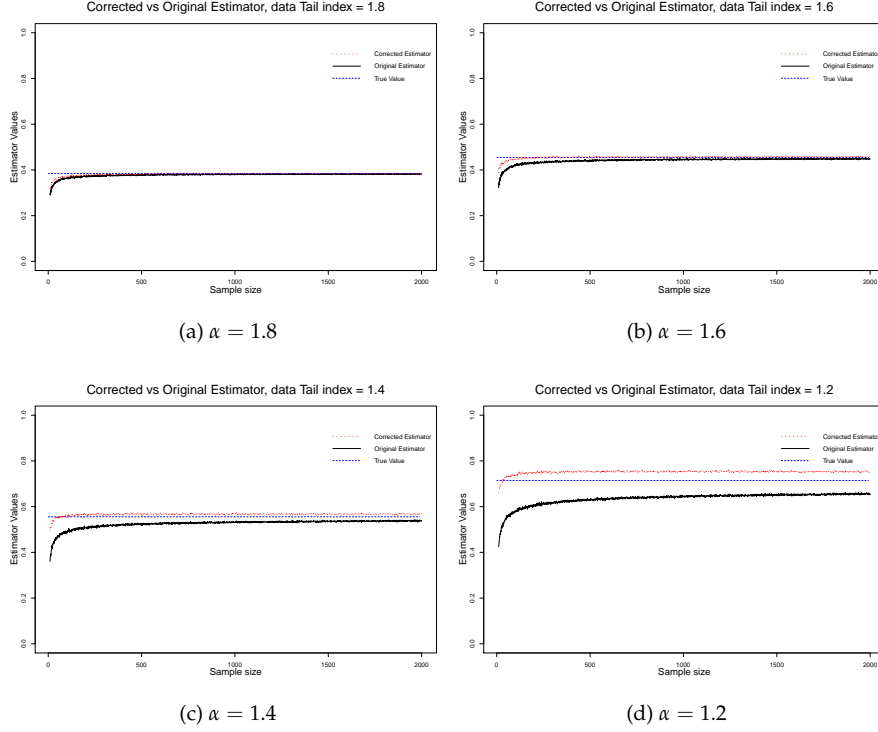 Corrected vs Original Estimator, data Tail index = 1.8
Corrected Estimator
Original Estimator
True Value
Estimator Values
0.0 0.2 0.4 0.6 0.8 1.0
0 500 1000 1500 2000
Sample size
(a) α = 1.8
Corrected vs Original Estimator, data Tail index = 1.6
Corrected Estimator
Original Estimator
True Value
Estimator Values
0.0 0.2 0.4 0.6 0.8 1.0
0 500 1000 1500 2000
Sample size
(b) α = 1.6
Corrected vs Original Estimator, data Tail index = 1.4
Corrected Estimator
Original Estimator
True Value
Estimator Values
0.0 0.2 0.4 0.6 0.8 1.0
0 500 1000 1500 2000
Sample size
(c) α = 1.4
Corrected vs Original Estimator, data Tail index = 1.2
Corrected Estimator
Original Estimator
True Value
Estimator Values
0.0 0.2 0.4 0.6 0.8 1.0
0 500 1000 1500 2000
Sample size
(d) α = 1.2